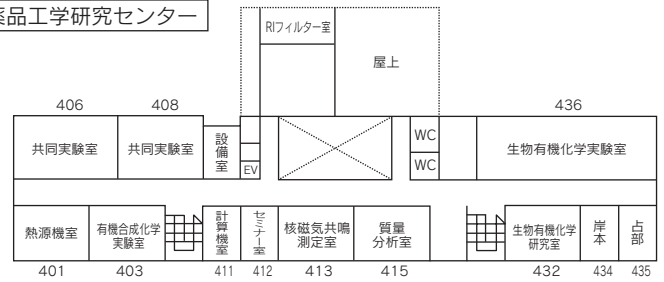 薬品工学研究センター
RIフィルター室
屋上
406
408
436
共同実験室
共同実験室
設備室
EV
WC
WC
生物有機化学実験室
熱源機室
有機合成化学
実験室
計算機室
セミナー室
核磁気共鳴
測定室
質量
分析室
生物有機化学
研究室
岸本
占部
401
403
411
412
413
415
432
434
435